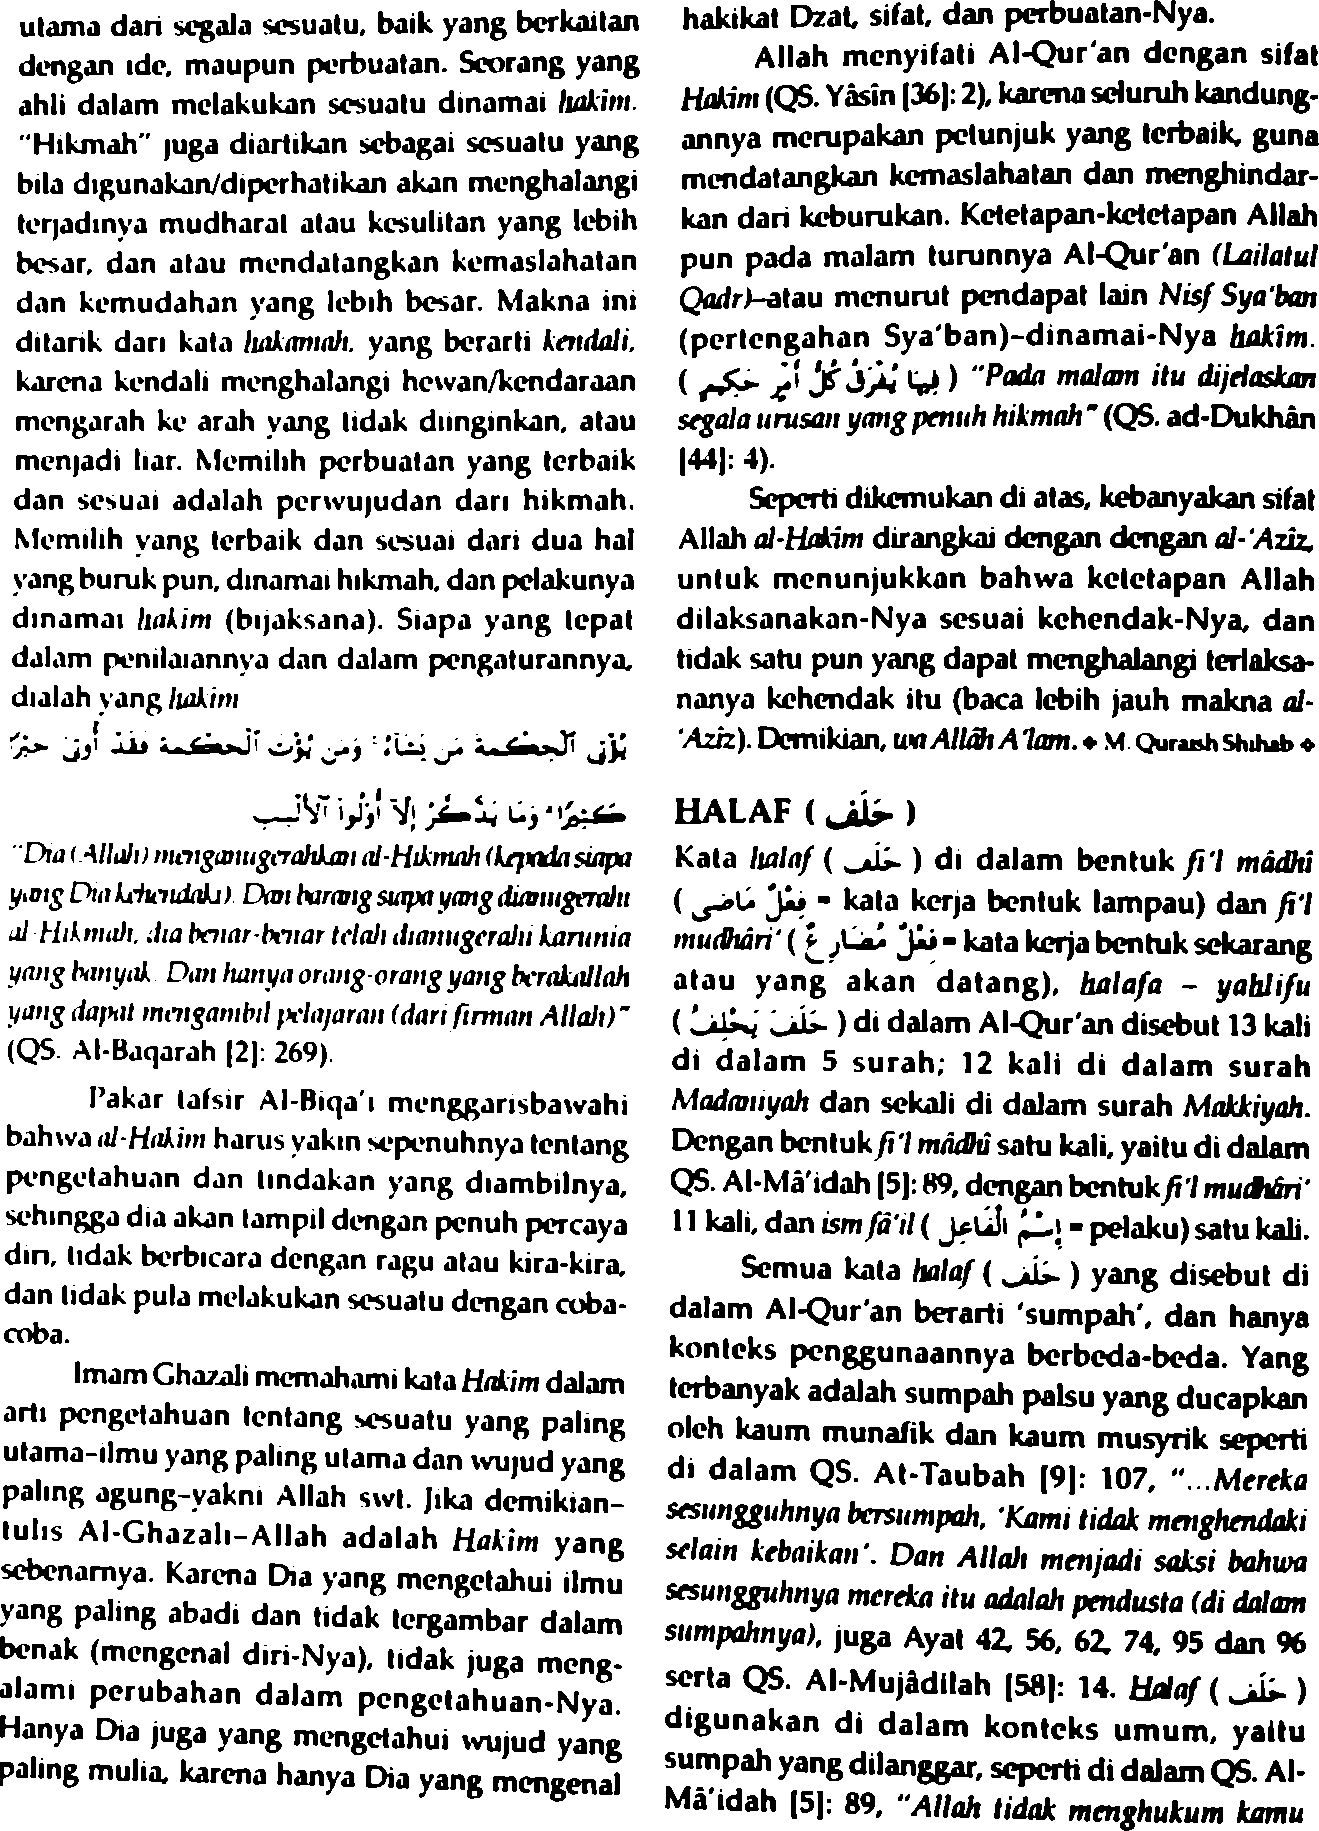 utama dari segala sesuatu, baik yang berkaitan
dengan ide, maupun perbuatan. Seorang yang
ahli dalam melakukan sesuatu dinamai hakim.
"Hikmah" juga diartikan sebagai sesuatu yang
bila digunakan/diperhatikan akan menghalangi
terjadinya mudharat atau kesulitan yang lebih
besar, dan atau mendatangkan kemaslahatan
dan kemudahan yang lebih besar. Makna ini
ditarik dari kata hakamah, yang berarti kendali,
karena kendali menghalangi hewan/kendaraan
mengarah ke arah yang tidak diinginkan, atau
menjadi liar. Memilih perbuatan yang terbaik
dan sesuai adalah perwujudan dari hikmah.
Memilih yang terbaik dan sesuai dari dua hal
yang buruk pun, dinamai hikmah, dan pelakunya
dinamai hakim (bijaksana). Siapa yang tepat
dalam penilaiannya dan dalam pengaturannya,
dialah yang hakim
يُؤْتِى ٱلْحِكْمَةَ مَن يَشَآءُ ۚ وَمَن يُؤْتَ ٱلْحِكْمَةَ فَقَدْ أُوتِىَ خَيْرًا
كَثِيرًا ۗ وَمَا يَذَّكَّرُ إِلَّآ أُو۟لُوا۟ ٱلْأَلْبَـٰبِ
"Dia (Allah) menganugerahkan al-Hikmah (kepada siapa
yang Dia kehendaki). Dan barang siapa yang dianugerahi
al-Hikmah, dia benar-benar telah dianugerahi karunia
yang banyak. Dan hanya orang-orang yang berakallah
yang dapat mengambil pelajaran (dari firman Allah)"
(QS. Al-Baqarah [2]: 269).
Pakar tafsir Al-Biqa'i menggarisbawahi
bahwa al-Hakim harus yakin sepenuhnya tentang
pengetahuan dan tindakan yang diambilnya,
sehingga dia akan tampil dengan penuh percaya
diri, tidak berbicara dengan ragu atau kira-kira,
dan tidak pula melakukan sesuatu dengan coba-
coba.
Imam Ghazali memahami kata Hakim dalam
arti pengetahuan tentang sesuatu yang paling
utama–ilmu yang paling utama dan wujud yang
paling agung–yakni Allah swt. Jika demikian–
tulis Al-Ghazali–Allah adalah Hakîm yang
sebenarnya. Karena Dia yang mengetahui ilmu
yang paling abadi dan tidak tergambar dalam
benak (mengenal diri-Nya), tidak juga meng-
alami perubahan dalam pengetahuan-Nya.
Hanya Dia juga yang mengetahui wujud yang
paling mulia, karena hanya Dia yang mengenal
hakikat Dzat, sifat, dan perbuatan-Nya.
Allah menyifati Al-Qur'an dengan sifat
Hakîm (QS. Yâsîn [36]: 2), karena seluruh kandung-
annya merupakan petunjuk yang terbaik, guna
mendatangkan kemaslahatan dan menghindar-
kan dari keburukan. Ketetapan-ketetapan Allah
pun pada malam turunnya Al-Qur'an (Lailatul
Qadr)–atau menurut pendapat lain Nisf Sya'ban
(pertengahan Sya'ban)–dinamai-Nya hakîm.
( فِيهَا يُفْرَقُ كُلُّ أَمْرٍ حَكِيمٍ ) "Pada malam itu dijelaskan
segala urusan yang penuh hikmah" (QS. ad-Dukhân
[44]: 4).
Seperti dikemukan di atas, kebanyakan sifat
Allah al-Hakîm dirangkai dengan dengan al-'Azîz,
untuk menunjukkan bahwa ketetapan Allah
dilaksanakan-Nya sesuai kehendak-Nya, dan
tidak satu pun yang dapat menghalangi terlaksa-
nanya kehendak itu (baca lebih jauh makna al-
'Azîz). Demikian, wa Allâh A'lam. ❖ M. Quraish Shihab ❖
HALAF ( حَلَفَ )
Kata halaf ( حَلَف ) di dalam bentuk fi'l mâdhî
( فِعْلُ مَاضِى = kata kerja bentuk lampau) dan fi'l
mudhâri' ( فِعْلُ مُضَارِعٌ = kata kerja bentuk sekarang
atau yang akan datang), halafa – yahlifu
( حَلَفَ يَحْلِفُ ) di dalam Al-Qur'an disebut 13 kali
di dalam 5 surah; 12 kali di dalam surah
Madaniyah dan sekali di dalam surah Makkiyah.
Dengan bentuk fi'l mâdhî satu kali, yaitu di dalam
QS. Al-Mâ'idah [5]: 89, dengan bentuk fi'l mudhâri'
11 kali, dan ism fâ'il ( اِسْمُ الْفَاعِل = pelaku) satu kali.
Semua kata halaf ( حَلَف ) yang disebut di
dalam Al-Qur'an berarti 'sumpah', dan hanya
konteks penggunaannya berbeda-beda. Yang
terbanyak adalah sumpah palsu yang ducapkan
oleh kaum munafik dan kaum musyrik seperti
di dalam QS. At-Taubah [9]: 107, "...Mereka
sesungguhnya bersumpah, 'Kami tidak menghendaki
selain kebaikan'. Dan Allah menjadi saksi bahwa
sesungguhnya mereka itu adalah pendusta (di dalam
sumpahnya), juga Ayat 42, 56, 62, 74, 95 dan 96
serta QS. Al-Mujâdilah [58]: 14. Halaf ( حَلَف )
digunakan di dalam konteks umum, yaitu
sumpah yang dilanggar, seperti di dalam QS. Al-
Mâ'idah [5]: 89, "Allah tidak menghukum kamu